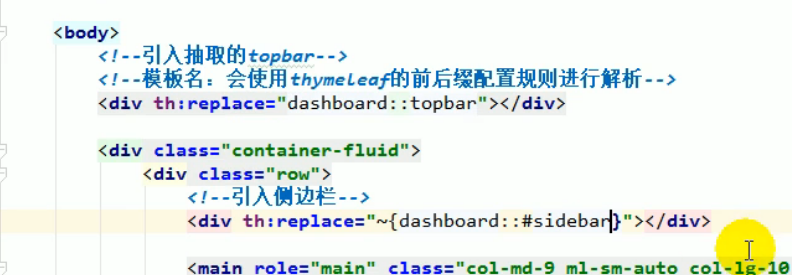 <body>
<!--引入抽取的topbar-->
<!--模板名：会使用thymeleaf的前后缀配置规则进行解析-->
<div th:replace="dashboard::topbar"></div>
<div class="container-fluid">
<div class="row">
<!--引入侧边栏-->
<div th:replace="~{dashboard::#sidebar}"></div>
<main role="main" class="col-md-9 ml-sm-auto col-lg-10